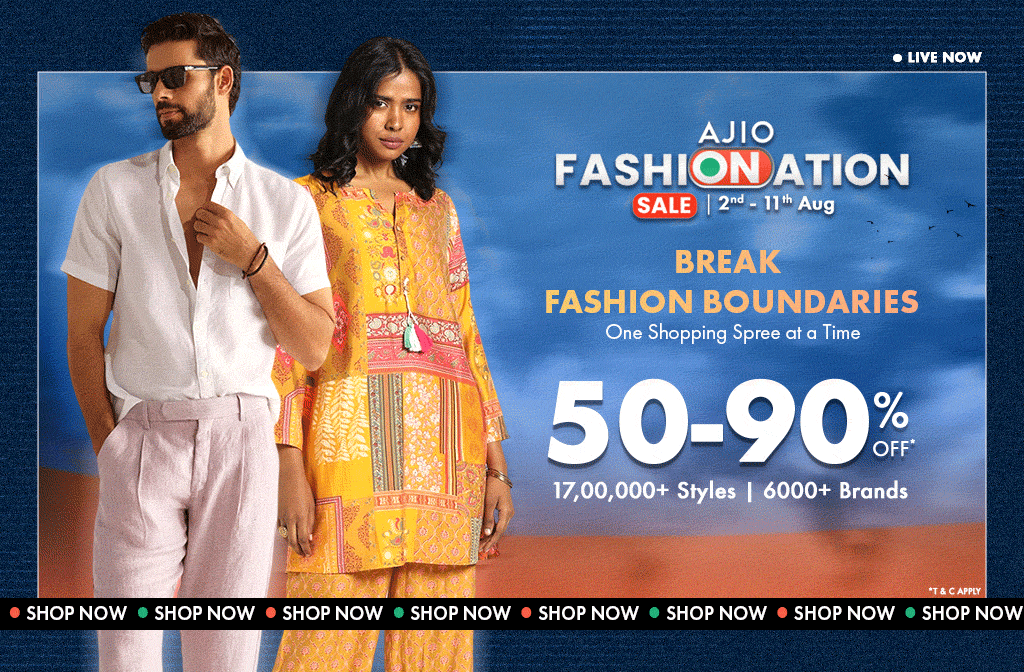 LIVE NOW
AJIO
FASHIONATION
SALE | 2nd - 11th Aug
BREAK
FASHION BOUNDARIES
One Shopping Spree at a Time
50-90% OFF*
17,00,000+ Styles | 6000+ Brands
*T & C APPLY
SHOP NOW SHOP NOW SHOP NOW SHOP NOW SHOP NOW SHOP NOW SHOP NOW SHOP NOW